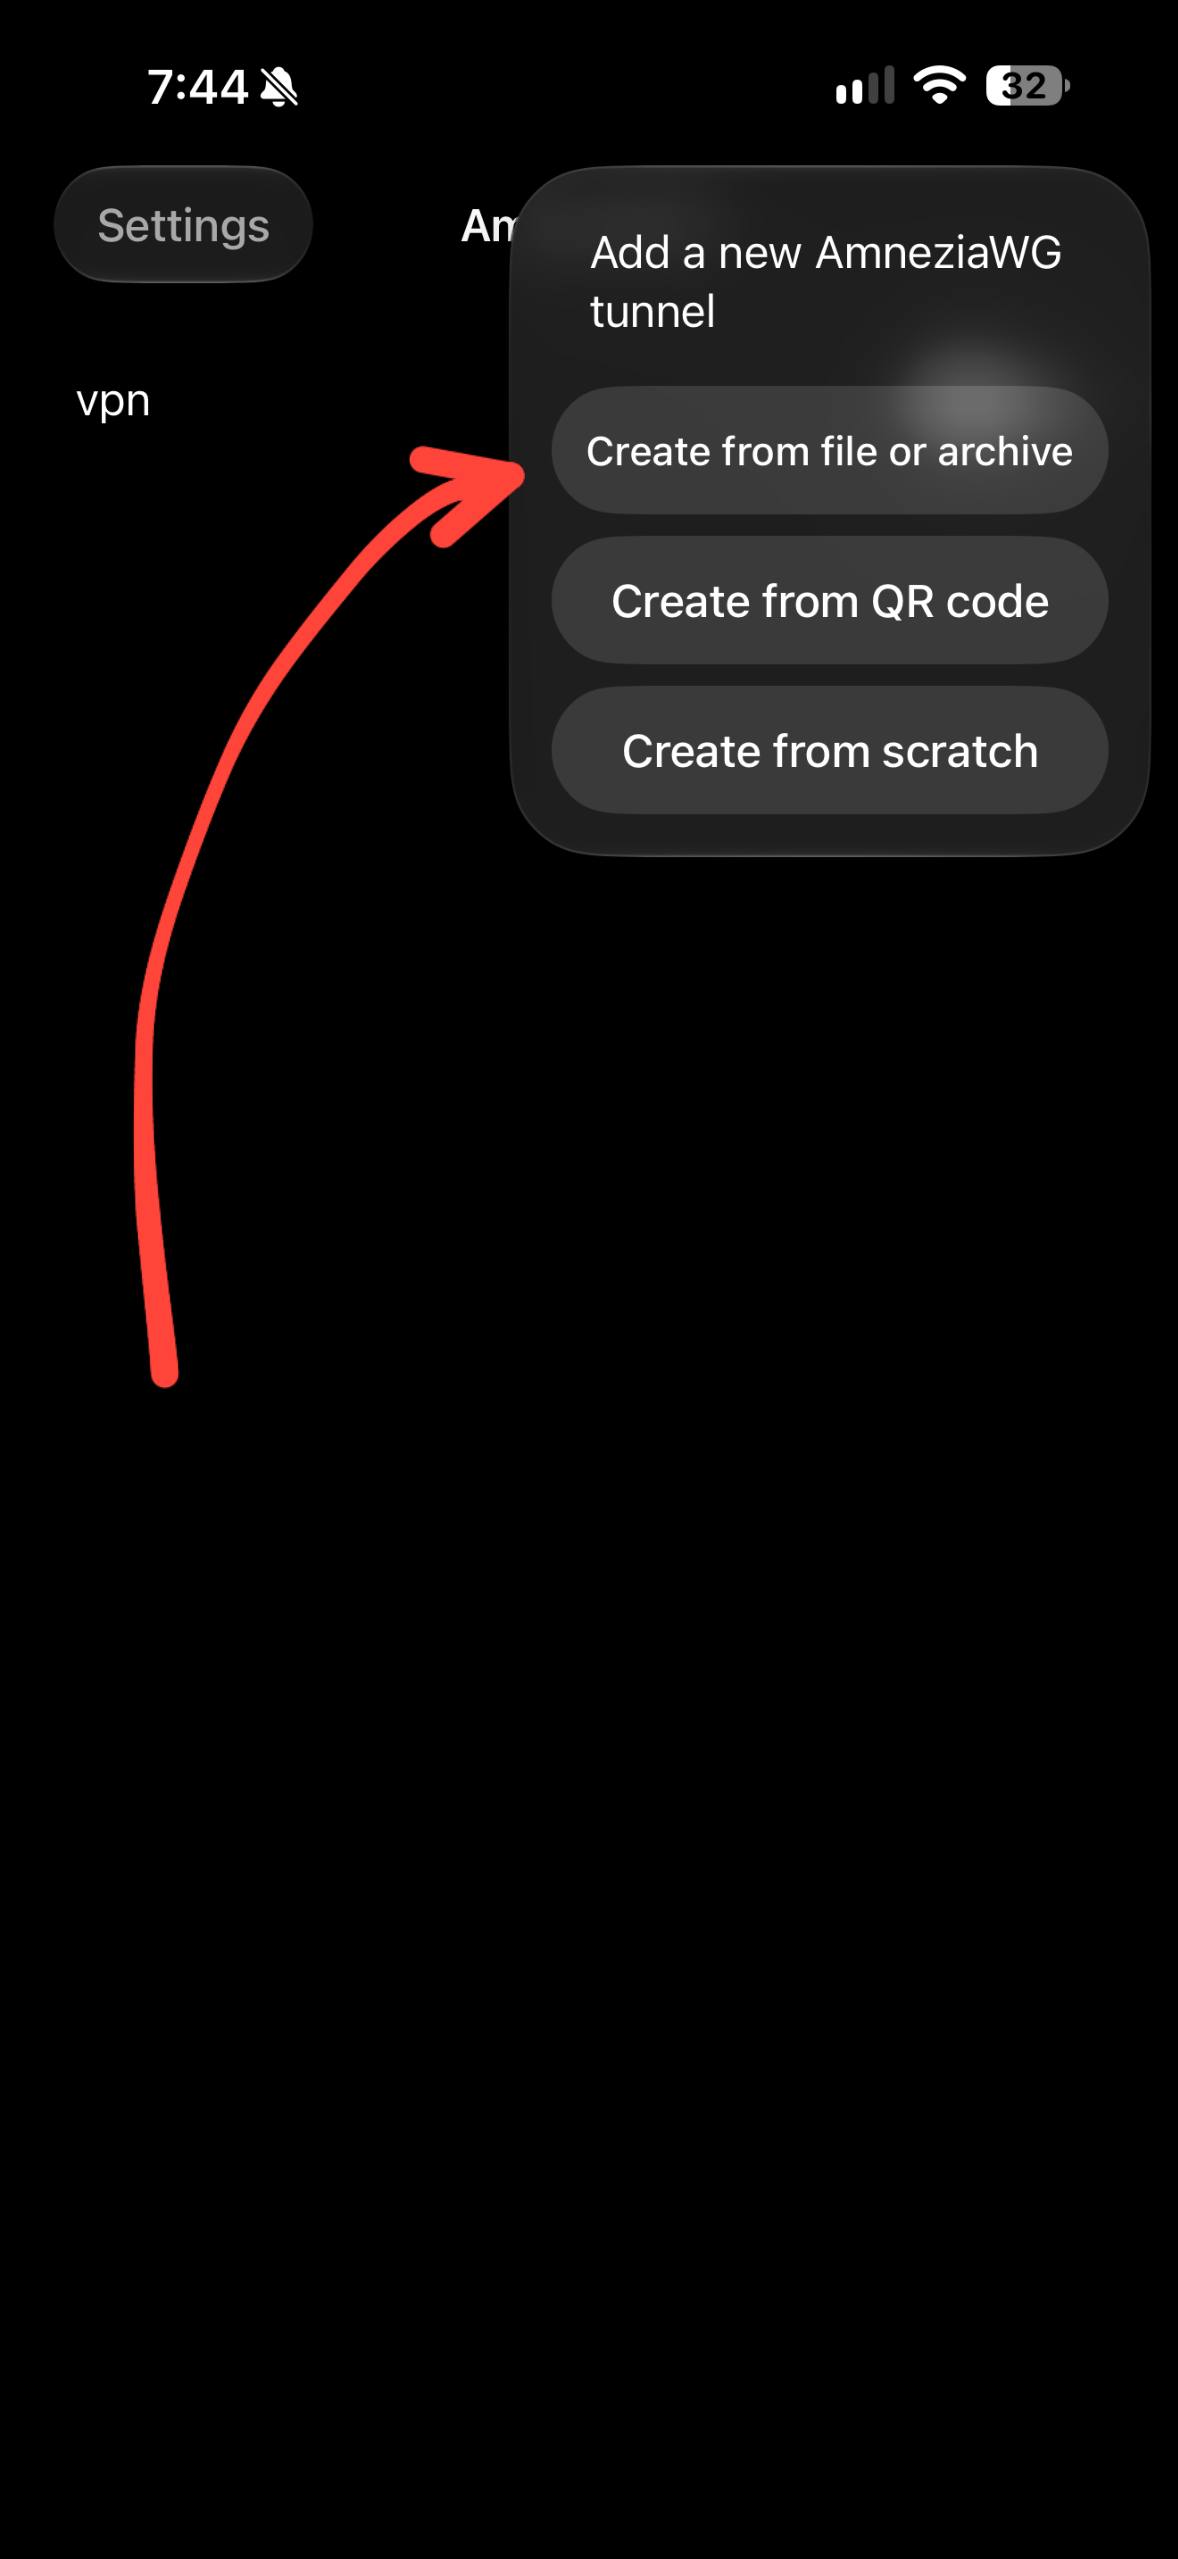 7:44
32
Settings
Am
Add a new AmneziaWG
tunnel
vpn
Create from file or archive
Create from QR code
Create from scratch